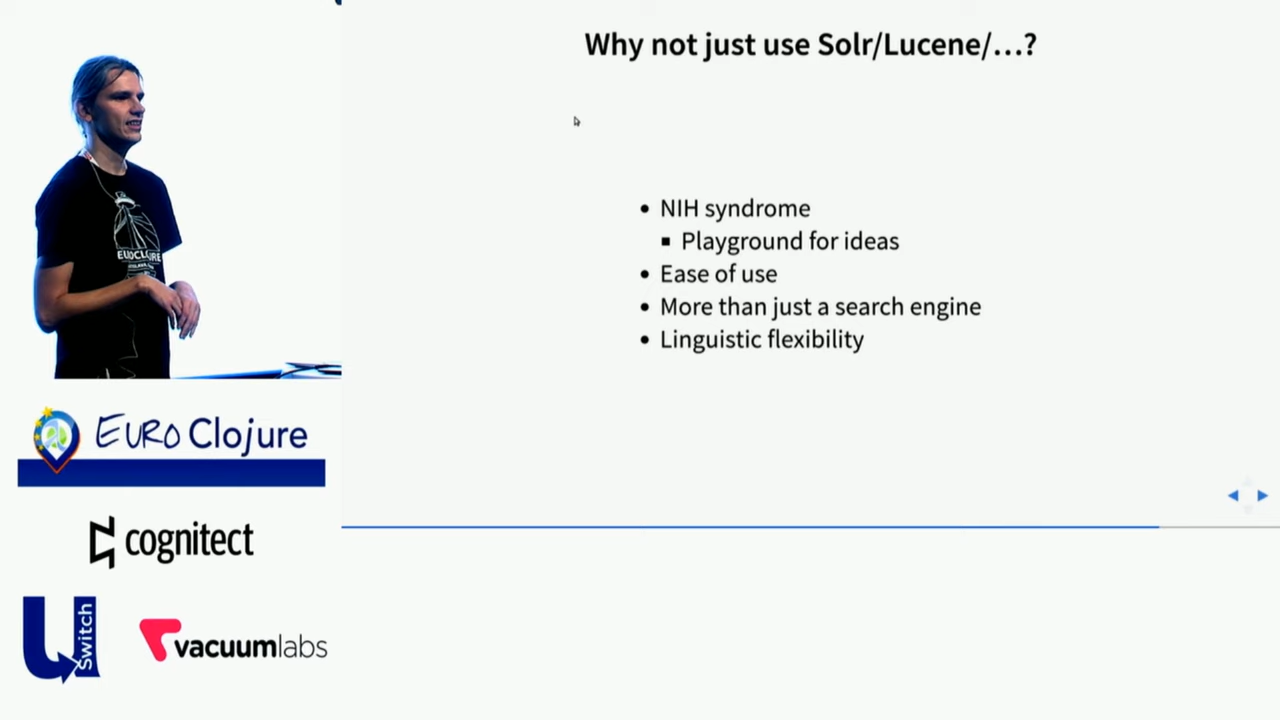 Why not just use Solr/Lucene/…?
• NIH syndrome
▪ Playground for ideas
• Ease of use
• More than just a search engine
• Linguistic flexibility
EUROCLOJURE
EURO Clojure
cognitect
USwitch
vacuumlabs